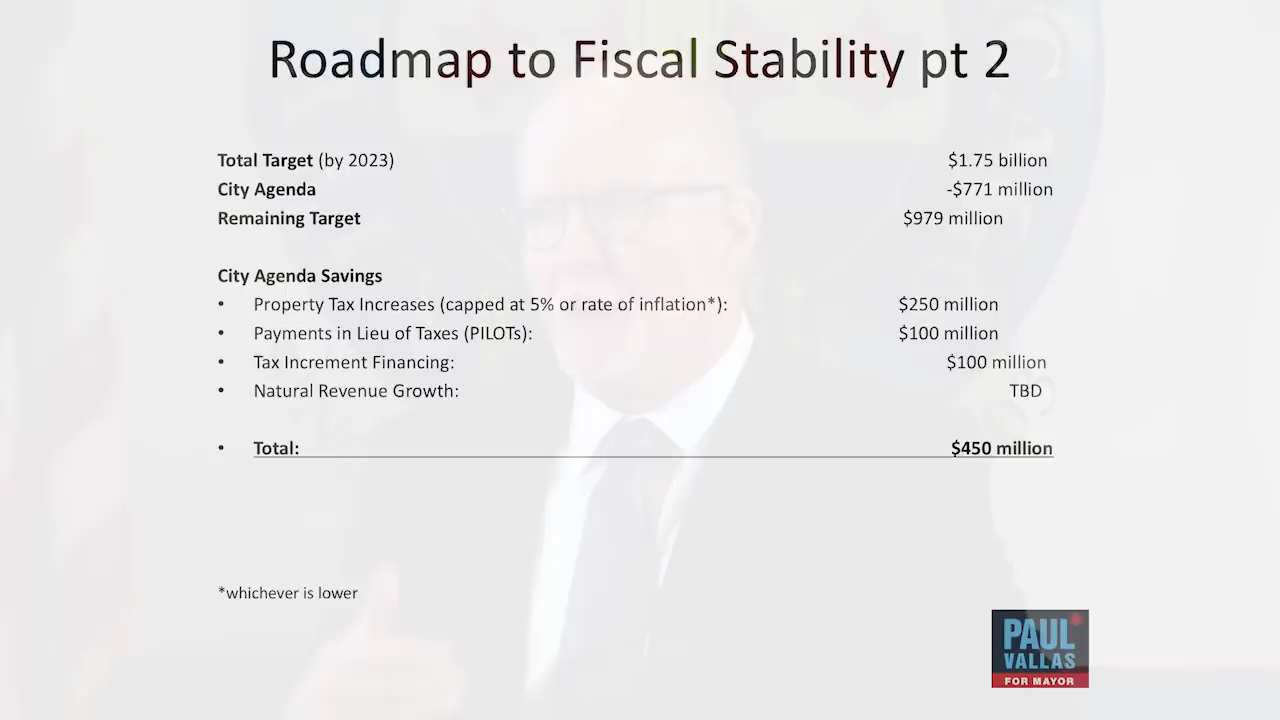 Roadmap to Fiscal Stability pt 2
Total Target (by 2023) $1.75 billion
City Agenda -$771 million
Remaining Target $979 million
City Agenda Savings
• Property Tax Increases (capped at 5% or rate of inflation*): $250 million
• Payments in Lieu of Taxes (PILOTs): $100 million
• Tax Increment Financing: $100 million
• Natural Revenue Growth: TBD
• Total: $450 million
*whichever is lower
PAUL
VALLAS
FOR MAYOR